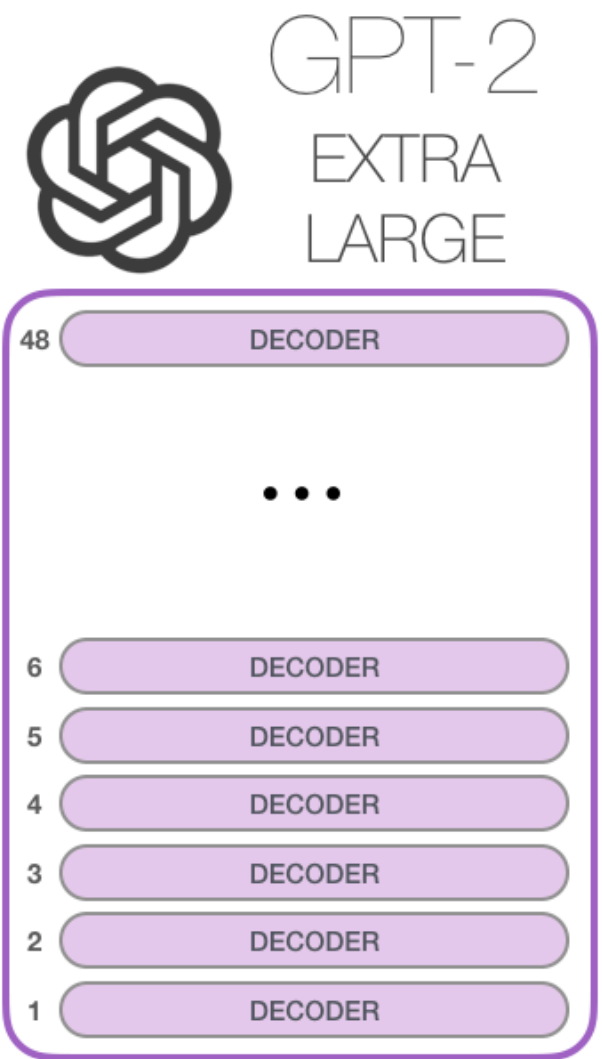 GPT-2
EXTRA
LARGE
48 DECODER
...
6 DECODER
5 DECODER
4 DECODER
3 DECODER
2 DECODER
1 DECODER